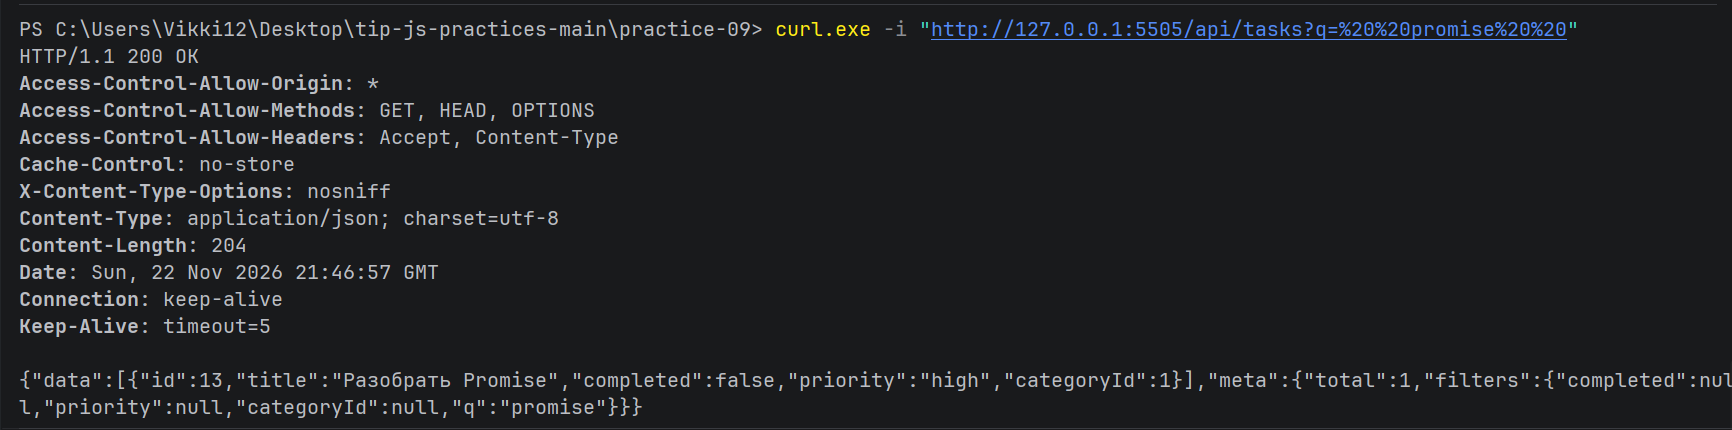 PS C:\Users\Vikki12\Desktop\tip-js-practices-main\practice-09> curl.exe -i "http://127.0.0.1:5505/api/tasks?q=%20%20promise%20%20"
HTTP/1.1 200 OK
Access-Control-Allow-Origin: *
Access-Control-Allow-Methods: GET, HEAD, OPTIONS
Access-Control-Allow-Headers: Accept, Content-Type
Cache-Control: no-store
X-Content-Type-Options: nosniff
Content-Type: application/json; charset=utf-8
Content-Length: 204
Date: Sun, 22 Nov 2026 21:46:57 GMT
Connection: keep-alive
Keep-Alive: timeout=5
{"data":[{"id":13,"title":"Разобрать Promise","completed":false,"priority":"high","categoryId":1}],"meta":{"total":1,"filters":{"completed":nul
l,"priority":null,"categoryId":null,"q":"promise"}}}